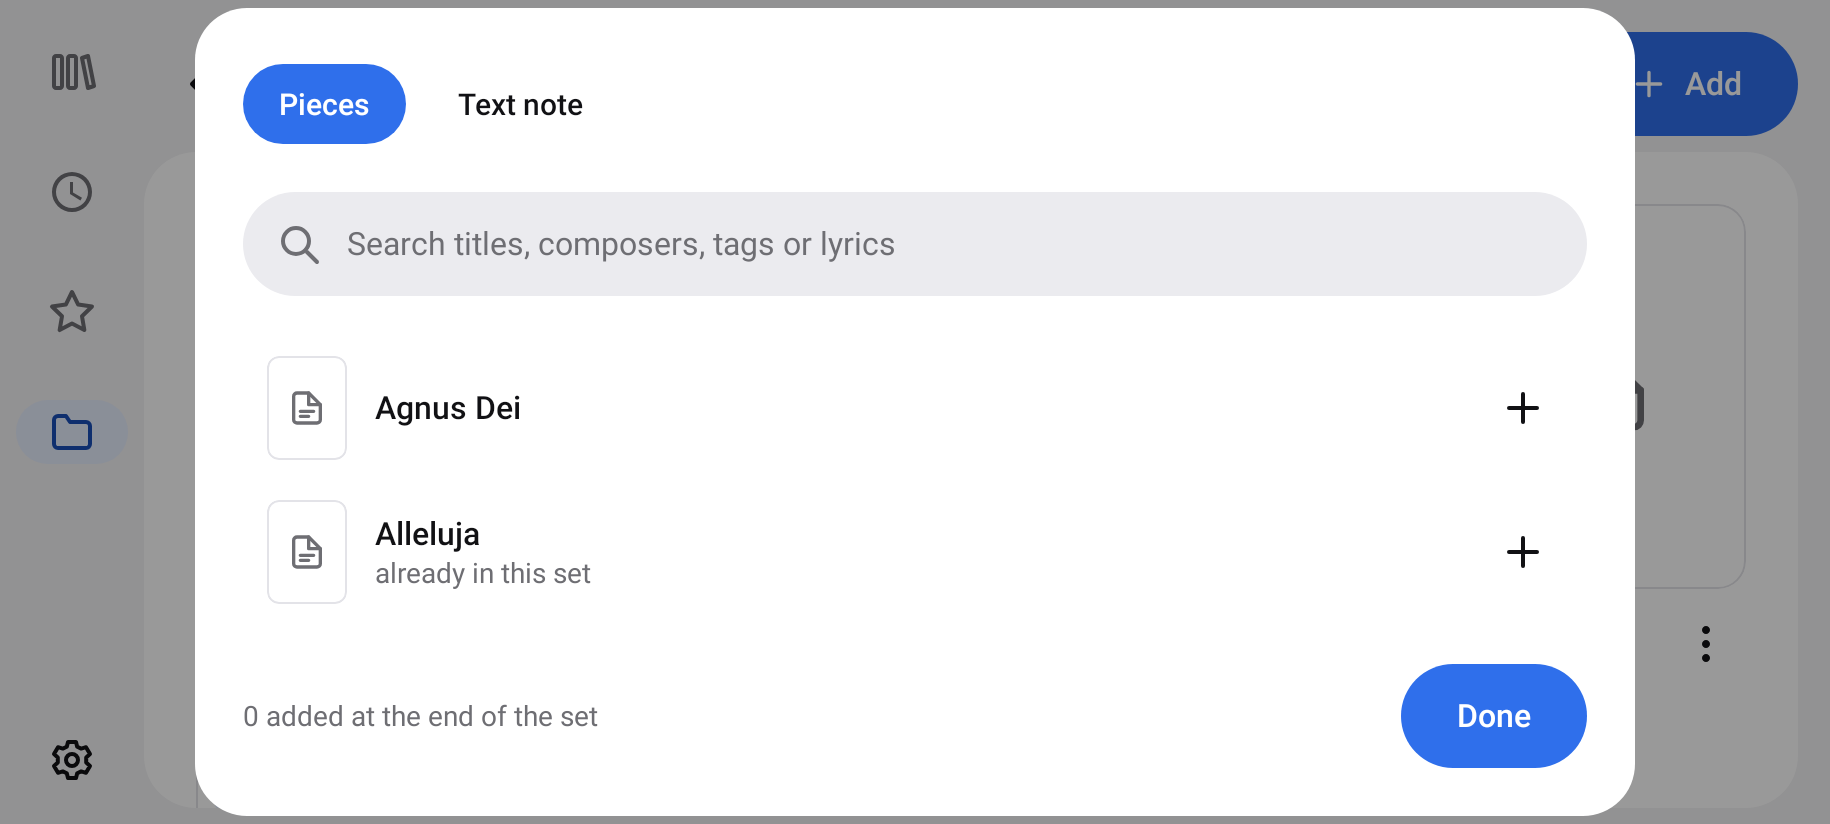 Pieces
Text note
Add
Search titles, composers, tags or lyrics
Agnus Dei
Alleluja
already in this set
0 added at the end of the set
Done